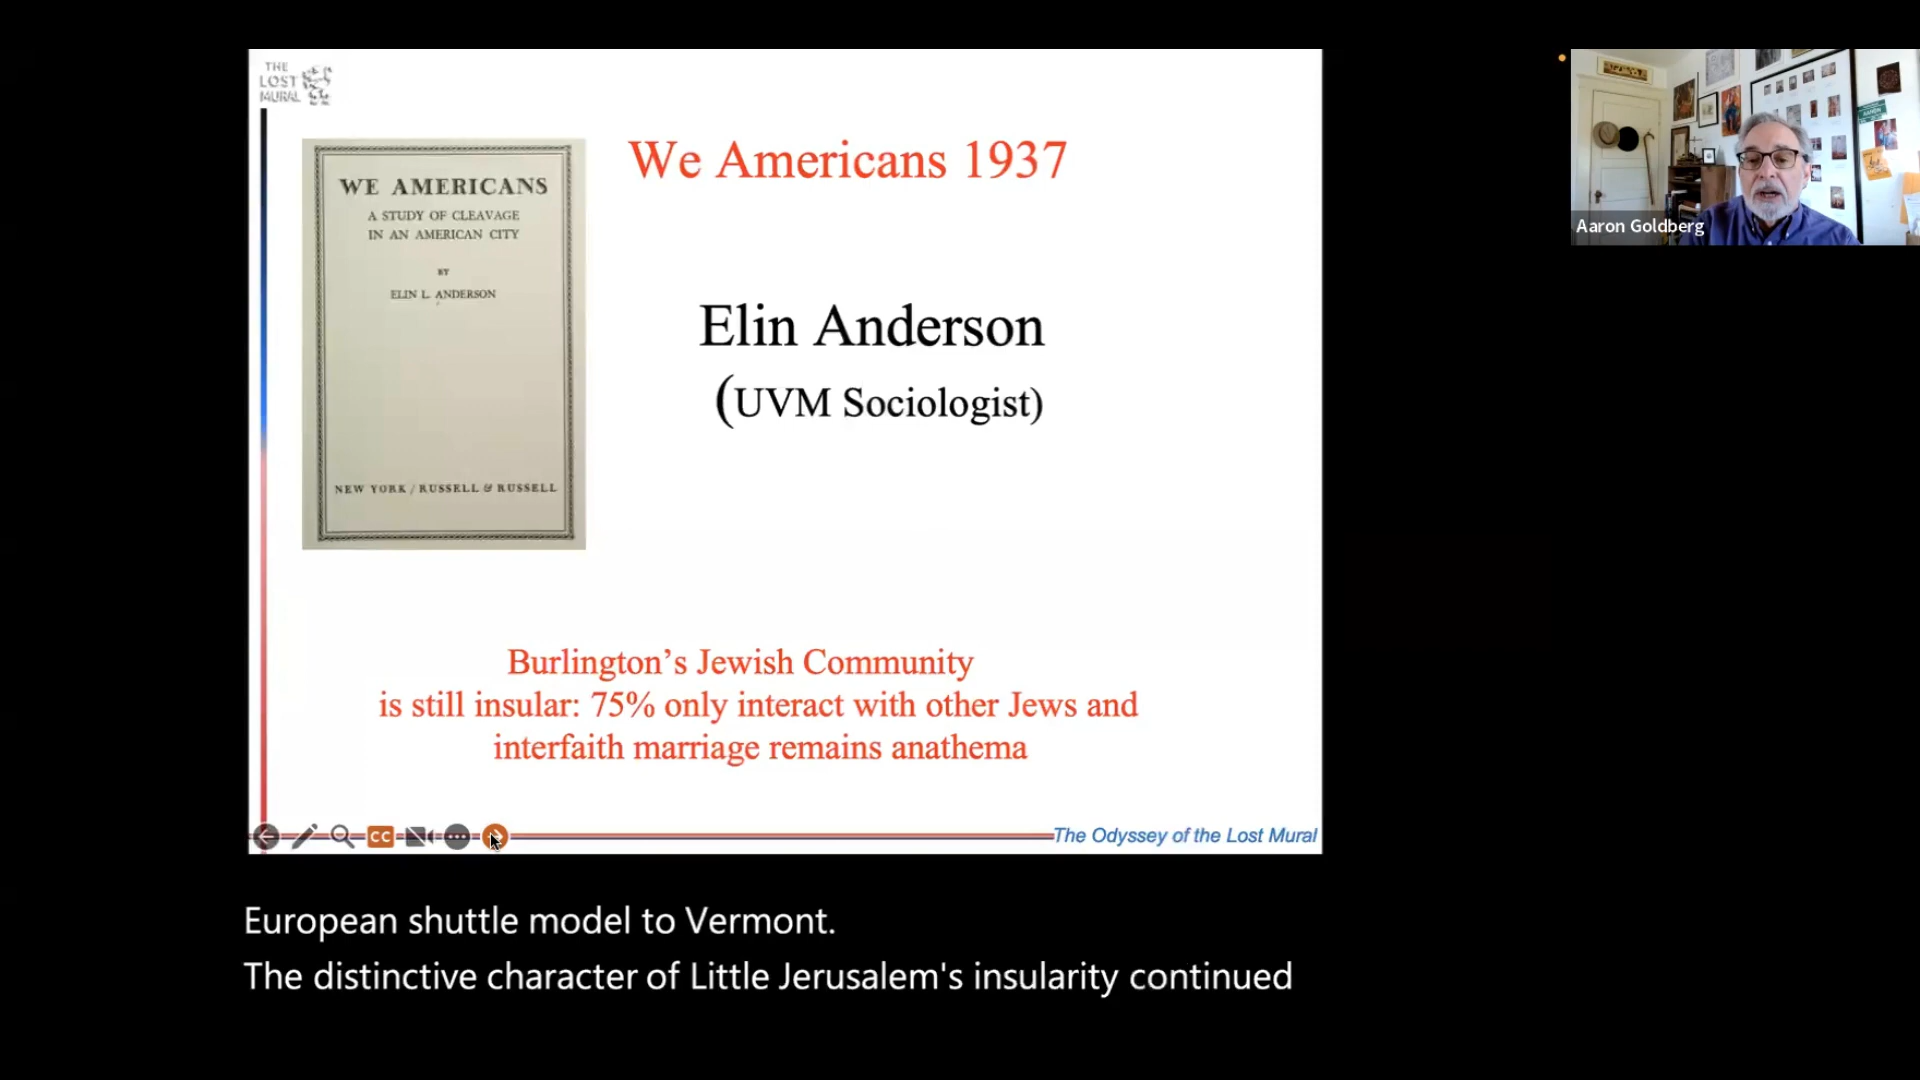 THE
LOST
MURAL
WE AMERICANS
A STUDY OF CLEAVAGE
IN AN AMERICAN CITY
BY
ELIN L. ANDERSON
NEW YORK / RUSSELL & RUSSELL
We Americans 1937
Elin Anderson
(UVM Sociologist)
Burlington’s Jewish Community
is still insular: 75% only interact with other Jews and
interfaith marriage remains anathema
CC
The Odyssey of the Lost Mural
Aaron Goldberg
European shuttle model to Vermont.
The distinctive character of Little Jerusalem's insularity continued